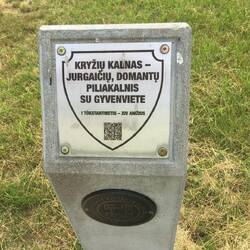 KRYŽIŲ KALNAS –
JURGAIČIŲ, DOMANTŲ
PILIAKALNIS
SU GYVENVIETE
I TŪKSTANTMETIS – XIV AMŽIUS